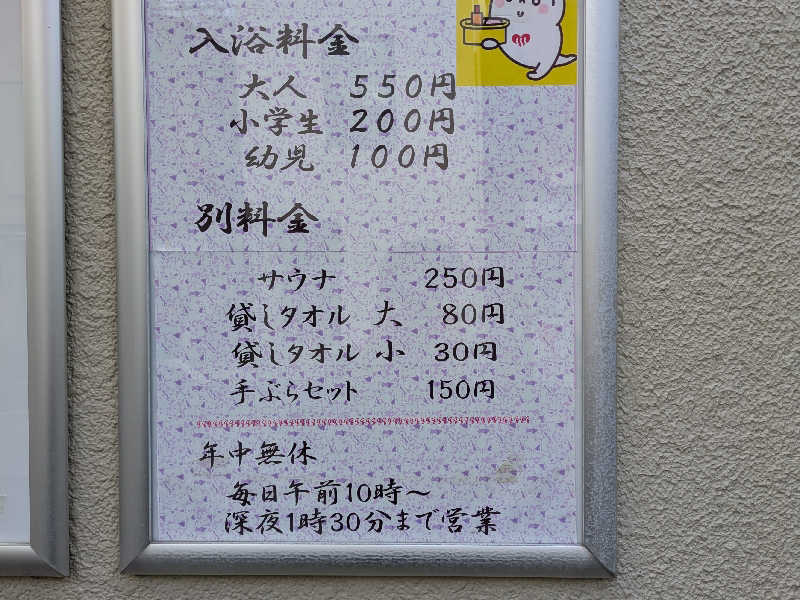 入浴料金
大人 550円
小学生 200円
幼児 100円
別料金
サウナ 250円
貸しタオル 大 80円
貸しタオル 小 30円
手ぶらセット 150円
年中無休
毎日午前10時～
深夜1時30分まで営業